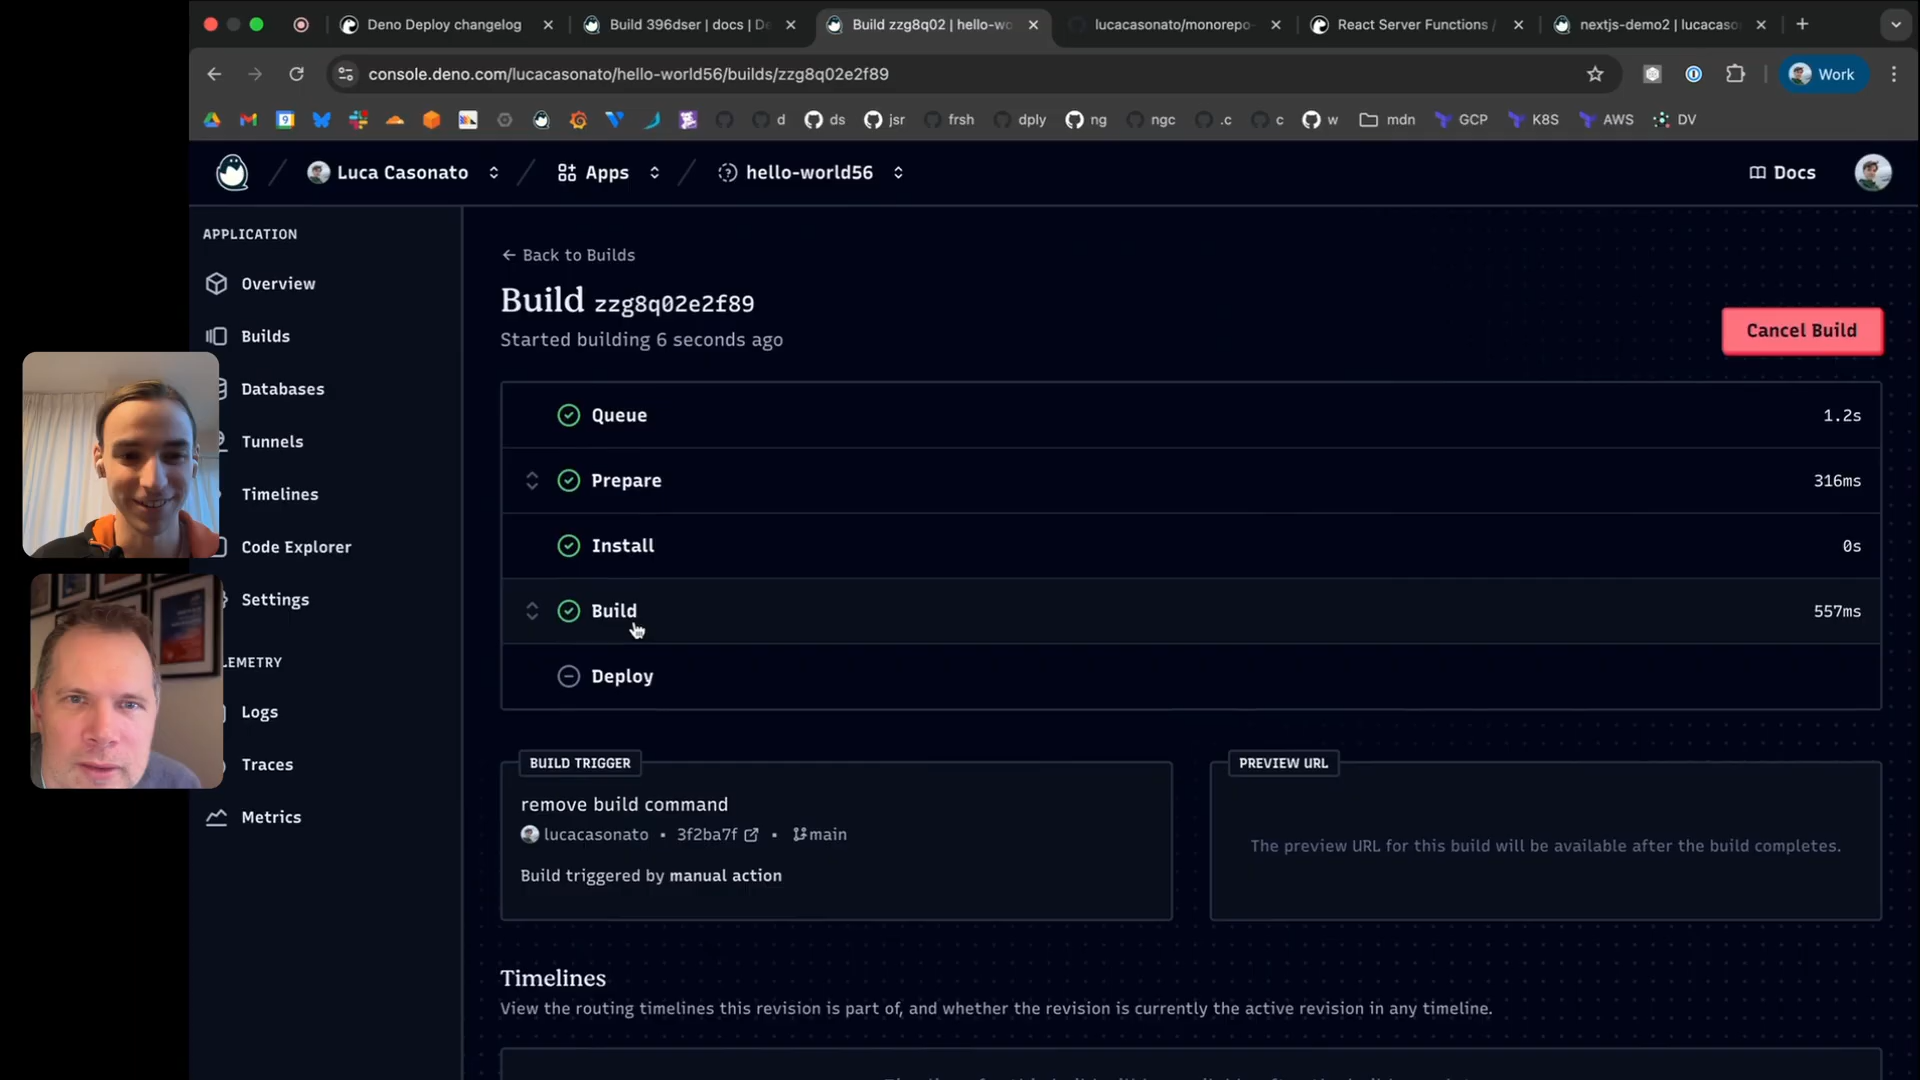 Deno Deploy changelog
Build 396dser | docs | De
Build zzg8q02 | hello-wo
lucacasonato/monorepo-
React Server Functions /
nextjs-demo2 | lucacaso
console.deno.com/lucacasonato/hello-world56/builds/zzg8q02e2f89
Work
9
d
ds
jsr
frsh
dply
ng
ngc
.c
c
w
mdn
GCP
K8S
AWS
DV
Luca Casonato
Apps
hello-world56
Docs
APPLICATION
Overview
Builds
Databases
Tunnels
Timelines
Code Explorer
Settings
LEMETRY
Logs
Traces
Metrics
← Back to Builds
Build zzg8q02e2f89
Started building 6 seconds ago
Cancel Build
Queue 1.2s
Prepare 316ms
Install 0s
Build 557ms
Deploy
BUILD TRIGGER
remove build command
lucacasonato • 3f2ba7f • main
Build triggered by manual action
PREVIEW URL
The preview URL for this build will be available after the build completes.
Timelines
View the routing timelines this revision is part of, and whether the revision is currently the active revision in any timeline.